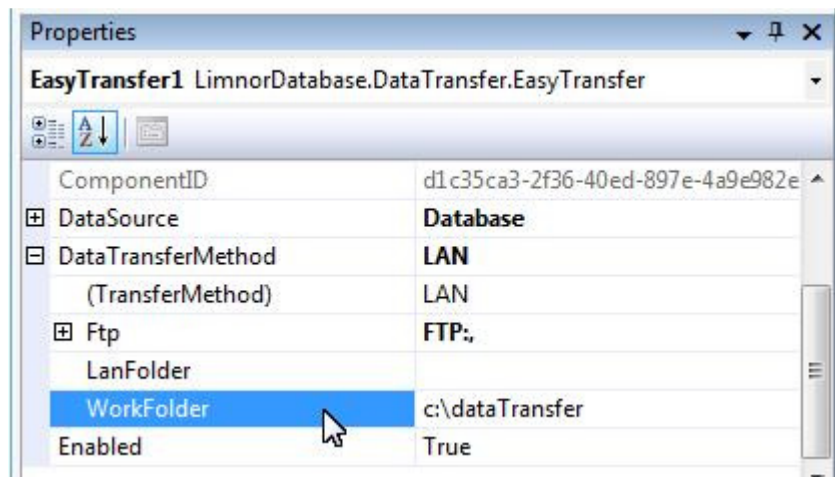 Properties
EasyTransfer1 LimnorDatabase.DataTransfer.EasyTransfer
A Z
ComponentID d1c35ca3-2f36-40ed-897e-4a9e982e
DataSource Database
DataTransferMethod LAN
(TransferMethod) LAN
Ftp FTP:,
LanFolder
WorkFolder c:\dataTransfer
Enabled True